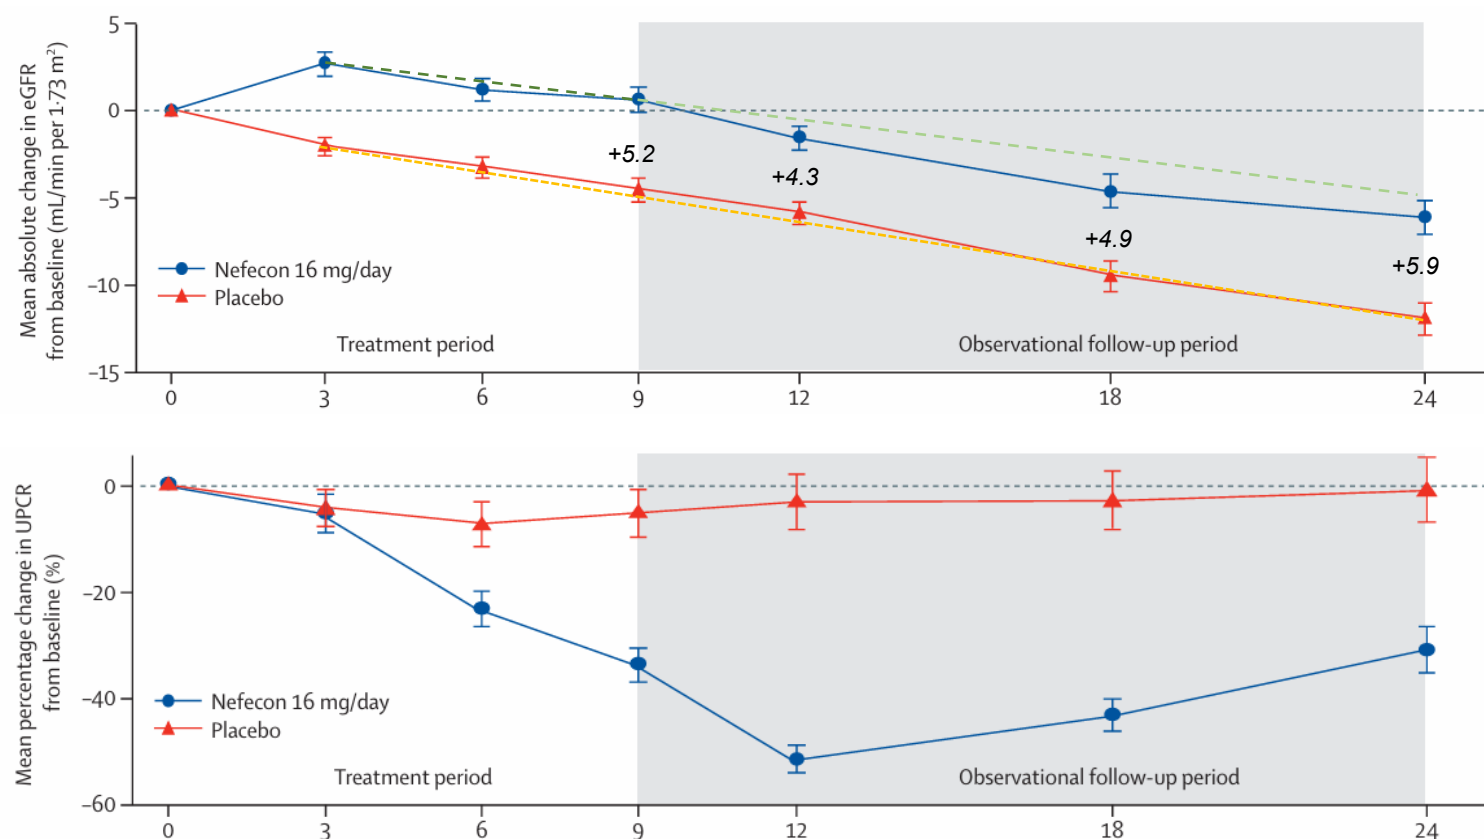 Mean absolute change in eGFR
from baseline (mL/min per 1·73 m²)
5
0
–5
–10
–15
+5.2
+4.3
+4.9
+5.9
Nefecon 16 mg/day
Placebo
Treatment period
Observational follow-up period
0 3 6 9 12 18 24
Mean percentage change in UPCR
from baseline (%)
0
–20
–40
–60
Nefecon 16 mg/day
Placebo
Treatment period
Observational follow-up period
0 3 6 9 12 18 24